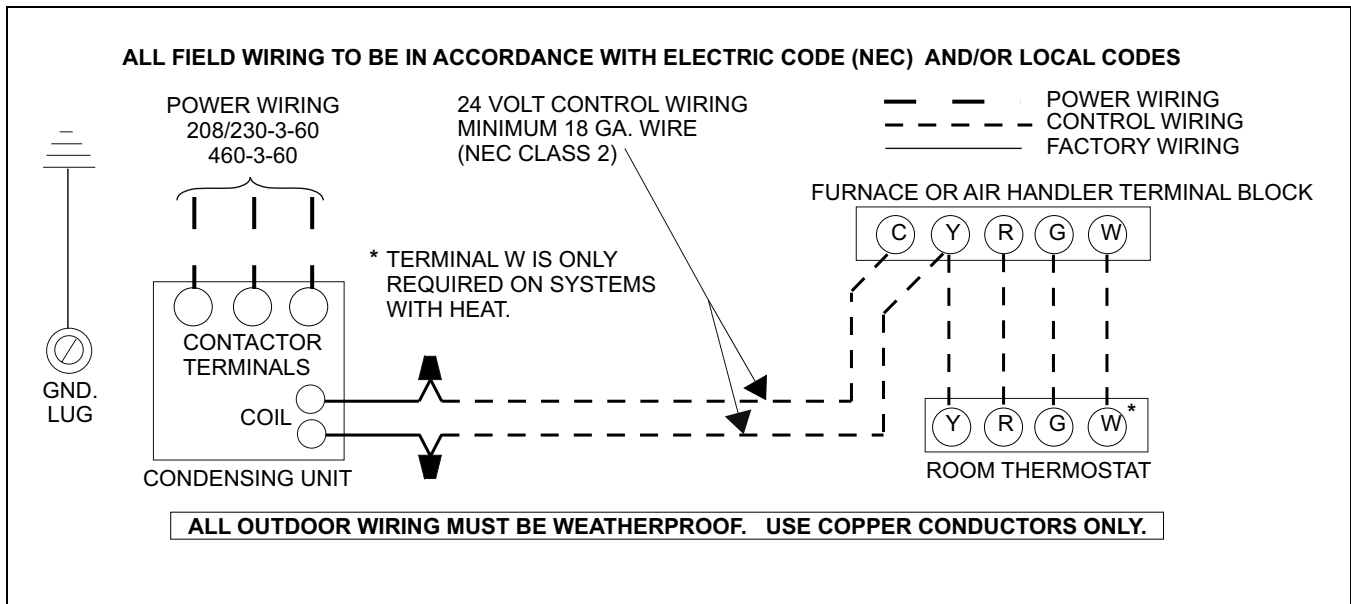 ALL FIELD WIRING TO BE IN ACCORDANCE WITH ELECTRIC CODE (NEC) AND/OR LOCAL CODES
POWER WIRING
208/230-3-60
460-3-60
24 VOLT CONTROL WIRING
MINIMUM 18 GA. WIRE
(NEC CLASS 2)
POWER WIRING
CONTROL WIRING
FACTORY WIRING
FURNACE OR AIR HANDLER TERMINAL BLOCK
C Y R G W
* TERMINAL W IS ONLY
REQUIRED ON SYSTEMS
WITH HEAT.
CONTACTOR
TERMINALS
GND.
LUG
COIL
CONDENSING UNIT
Y R G W *
ROOM THERMOSTAT
ALL OUTDOOR WIRING MUST BE WEATHERPROOF. USE COPPER CONDUCTORS ONLY.